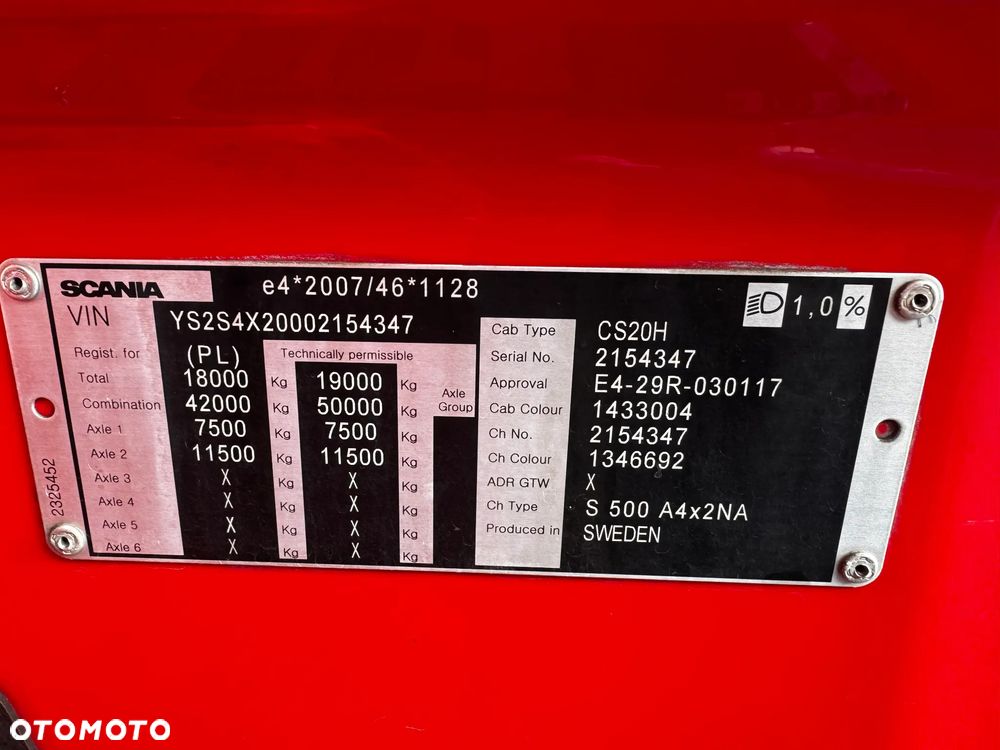 SCANIA e4*2007/46*1128 1,0 %
VIN YS2S4X20002154347
Regist. for (PL) Technically permissible
Total 18000 Kg 19000 Kg Axle Group
Combination 42000 Kg 50000 Kg
Axle 1 7500 Kg 7500 Kg
Axle 2 11500 Kg 11500 Kg
Axle 3 X Kg X Kg
Axle 4 X Kg X Kg
Axle 5 X Kg X Kg
Axle 6 X Kg X Kg
Cab Type CS20H
Serial No. 2154347
Approval E4-29R-030117
Cab Colour 1433004
Ch No. 2154347
Ch Colour 1346692
ADR GTW X
Ch Type S 500 A4x2NA
Produced in SWEDEN
2325452
OTOMOTO